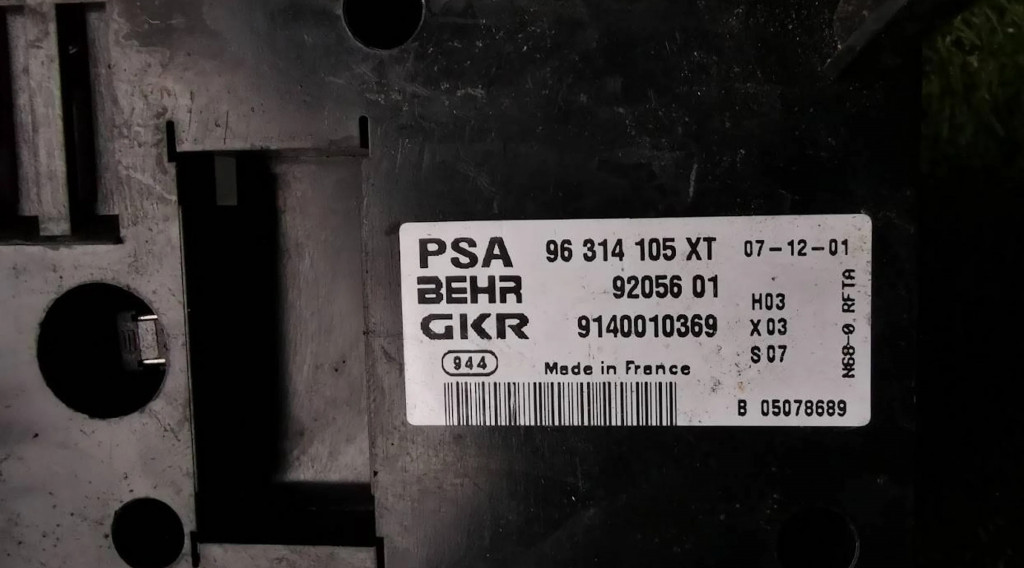 PSA 96 314 105 XT 07-12-01
BEHR 92056 01
GKR 9140010369
H03
X03
S07
944
Made in France
B 05078689
N68-0.RFTA